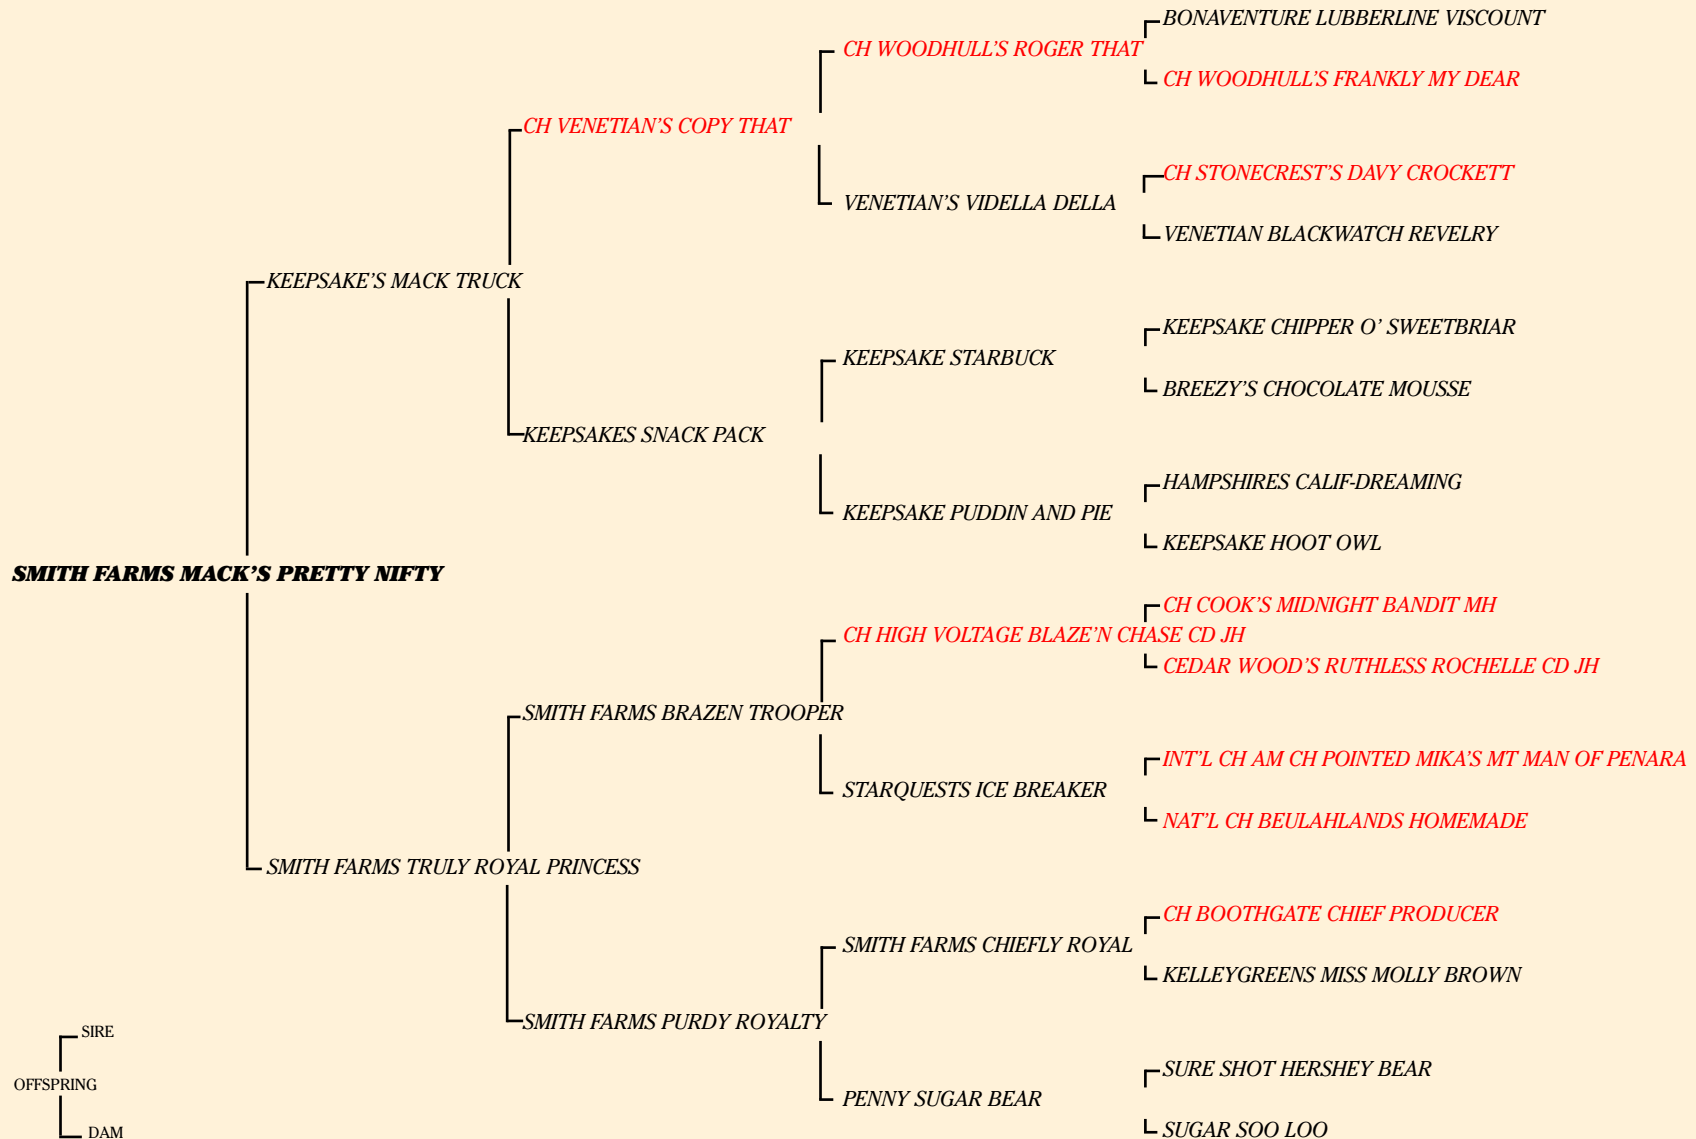 BONAVENTURE LUBBERLINE VISCOUNT
CH WOODHULL'S ROGER THAT
CH WOODHULL'S FRANKLY MY DEAR
CH VENETIAN'S COPY THAT
CH STONECREST'S DAVY CROCKETT
VENETIAN'S VIDELLA DELLA
VENETIAN BLACKWATCH REVELRY
KEEPSAKE'S MACK TRUCK
KEEPSAKE CHIPPER O' SWEETBRIAR
KEEPSAKE STARBUCK
BREEZY'S CHOCOLATE MOUSSE
KEEPSAKES SNACK PACK
HAMPSHIRES CALIF-DREAMING
KEEPSAKE PUDDIN AND PIE
KEEPSAKE HOOT OWL
SMITH FARMS MACK'S PRETTY NIFTY
CH COOK'S MIDNIGHT BANDIT MH
CH HIGH VOLTAGE BLAZE'N CHASE CD JH
CEDAR WOOD'S RUTHLESS ROCHELLE CD JH
SMITH FARMS BRAZEN TROOPER
INT'L CH AM CH POINTED MIKA'S MT MAN OF PENARA
STARQUESTS ICE BREAKER
NAT'L CH BEULAHLANDS HOMEMADE
SMITH FARMS TRULY ROYAL PRINCESS
CH BOOTHGATE CHIEF PRODUCER
SMITH FARMS CHIEFLY ROYAL
KELLEYGREENS MISS MOLLY BROWN
SMITH FARMS PURDY ROYALTY
SURE SHOT HERSHEY BEAR
PENNY SUGAR BEAR
SUGAR SOO LOO
SIRE
OFFSPRING
DAM